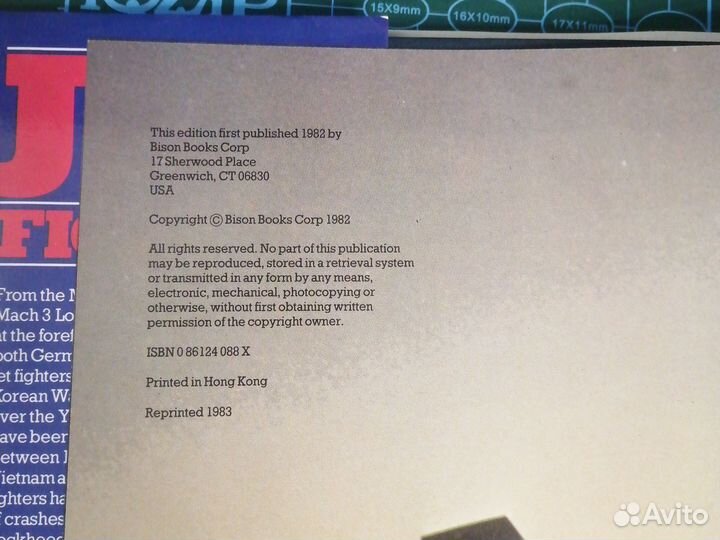 15X9mm
16X10mm
17X11mm
J
FI
This edition first published 1982 by
Bison Books Corp
17 Sherwood Place
Greenwich, CT 06830
USA
Copyright © Bison Books Corp 1982
All rights reserved. No part of this publication
may be reproduced, stored in a retrieval system
or transmitted in any form by any means,
electronic, mechanical, photocopying or
otherwise, without first obtaining written
permission of the copyright owner.
ISBN 0 86124 088 X
Printed in Hong Kong
Reprinted 1983
From the
Mach 3 Lo
at the foref
both Germ
et fighters
Korean Wa
ver the Y
ave been
etween
Vietnam a
ghters ha
f crashes
Avito